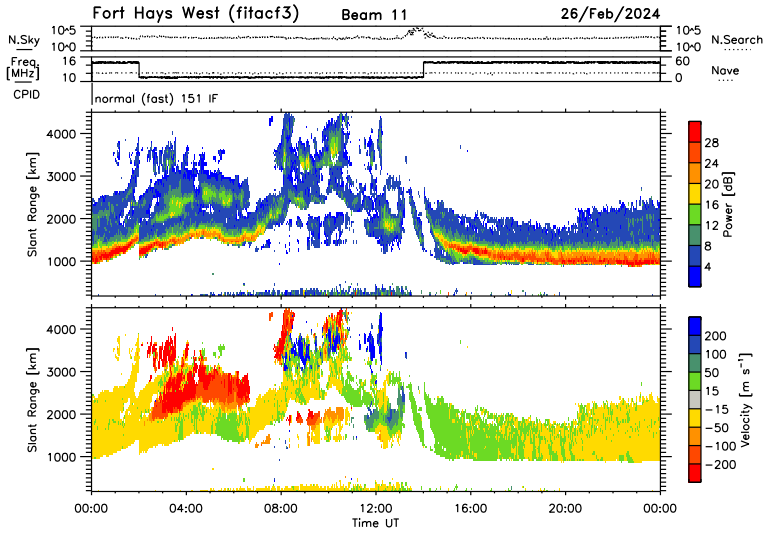 Fort Hays West (fitacf3) Beam 11 26/Feb/2024
N.Sky 10^5 10^0 10^5 10^0 N.Search
Freq. [MHz] 16 10 60 0 Nave
CPID normal (fast) 151 IF
Slant Range [km] 4000 3000 2000 1000
Power [dB] 28 24 20 16 12 8 4
Slant Range [km] 4000 3000 2000 1000
Velocity [m s⁻¹] 200 100 50 15 -15 -50 -100 -200
00:00 04:00 08:00 12:00 16:00 20:00 00:00
Time UT